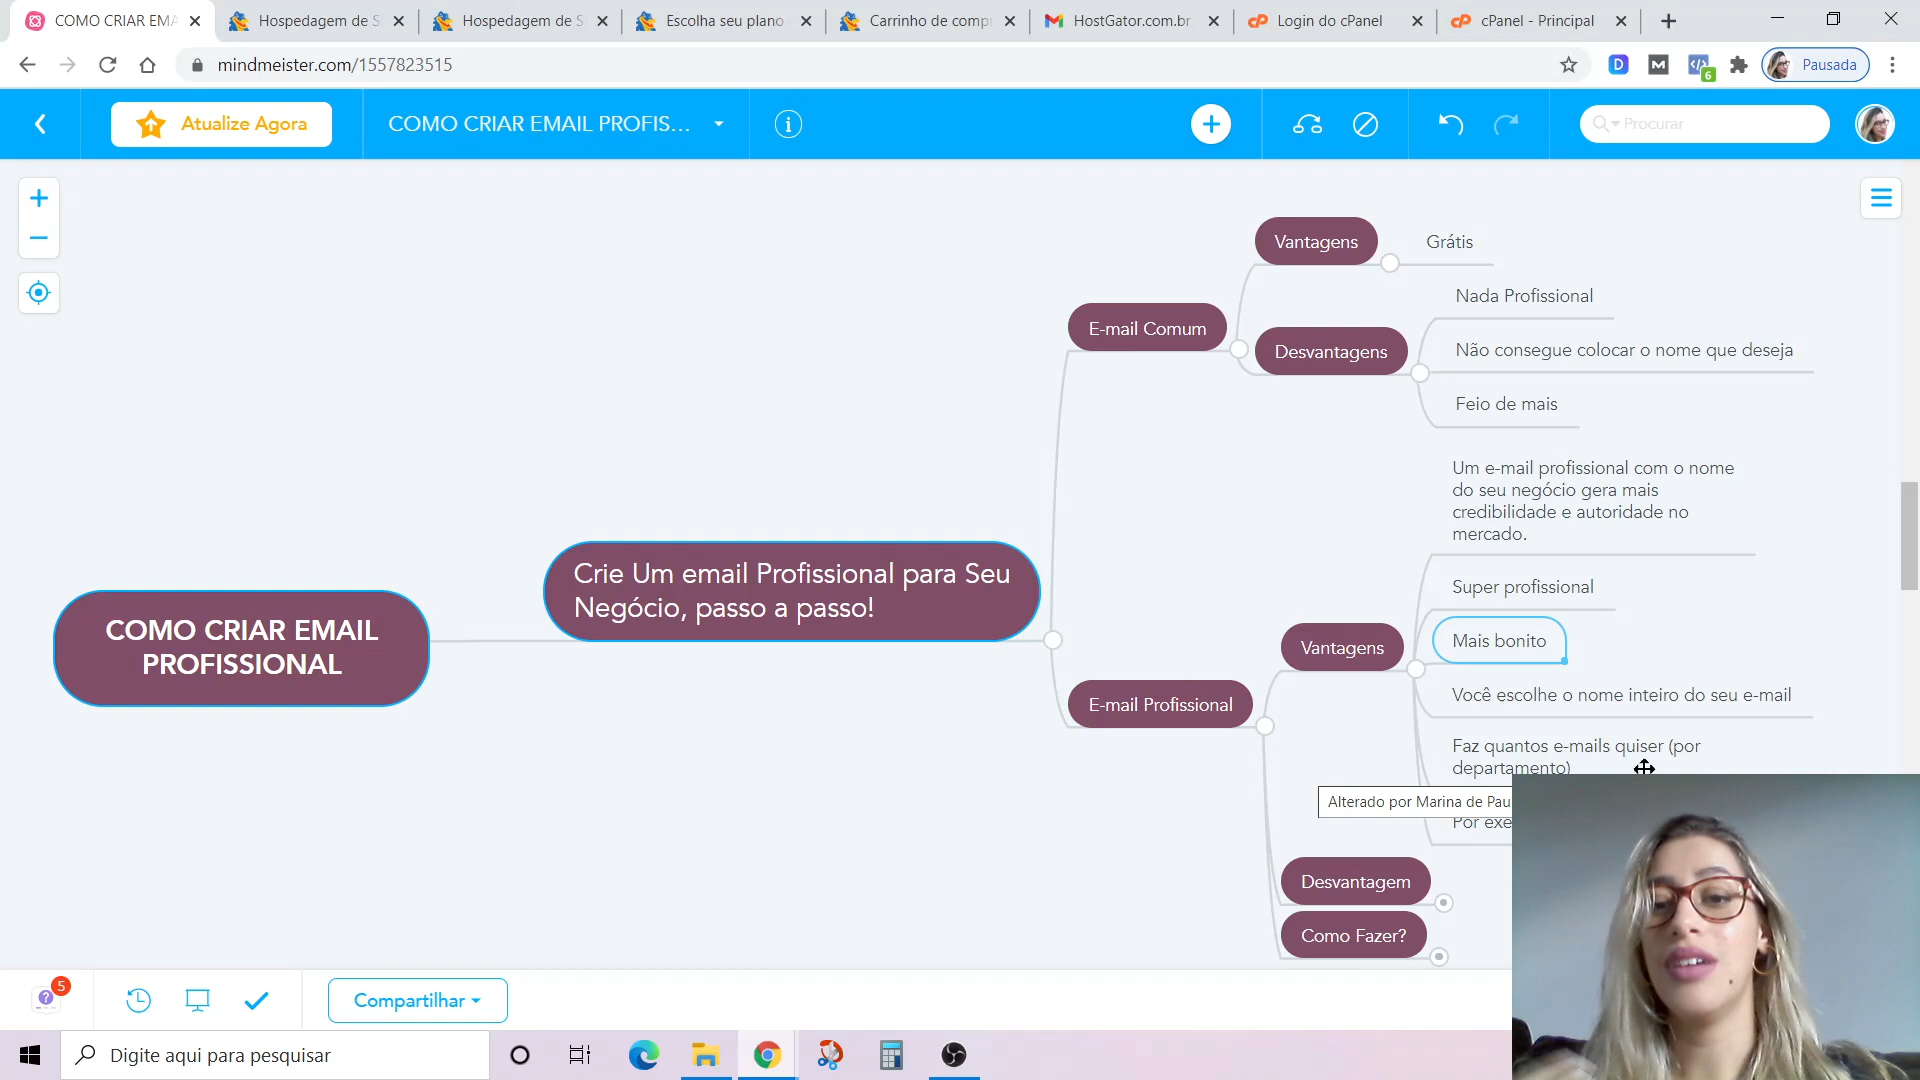 COMO CRIAR EMA
Hospedagem de S
Hospedagem de S
Escolha seu plano
Carrinho de comp
HostGator.com.br
Login do cPanel
cPanel - Principal
mindmeister.com/1557823515
D
M
6
Pausada
Atualize Agora
COMO CRIAR EMAIL PROFIS...
Procurar
Vantagens
Grátis
Nada Profissional
E-mail Comum
Desvantagens
Não consegue colocar o nome que deseja
Feio de mais
Um e-mail profissional com o nome
do seu negócio gera mais
credibilidade e autoridade no
mercado.
Crie Um email Profissional para Seu
Negócio, passo a passo!
Super profissional
COMO CRIAR EMAIL
PROFISSIONAL
Vantagens
Mais bonito
E-mail Profissional
Você escolhe o nome inteiro do seu e-mail
Faz quantos e-mails quiser (por
departamento)
Alterado por Marina de Pau
Por exe
Desvantagem
Como Fazer?
5
Compartilhar
Digite aqui para pesquisar